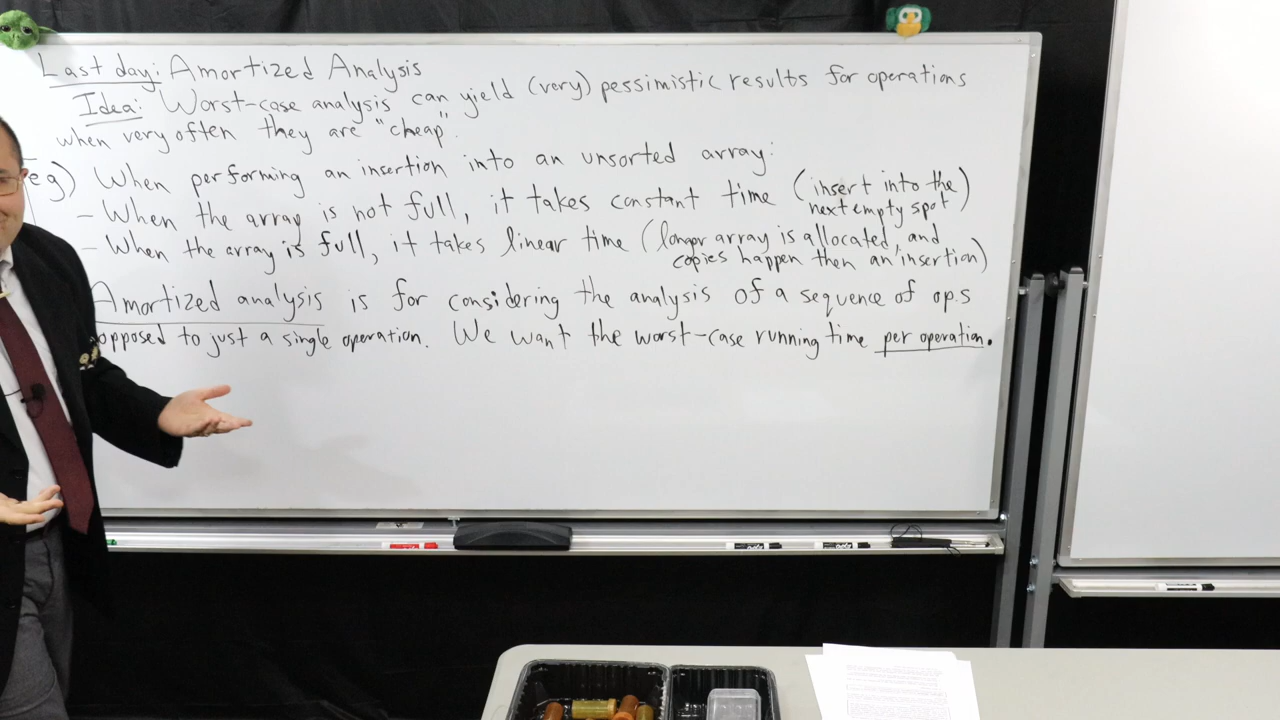 Last day: Amortized Analysis
Idea: Worst-case analysis can yield (very) pessimistic results for operations
when very often they are "cheap".
eg) When performing an insertion into an unsorted array:
- When the array is not full, it takes constant time (insert into the next empty spot)
- When the array is full, it takes linear time (longer array is allocated, and copies happen then an insertion)
Amortized analysis is for considering the analysis of a sequence of ops
opposed to just a single operation. We want the worst-case running time per operation.